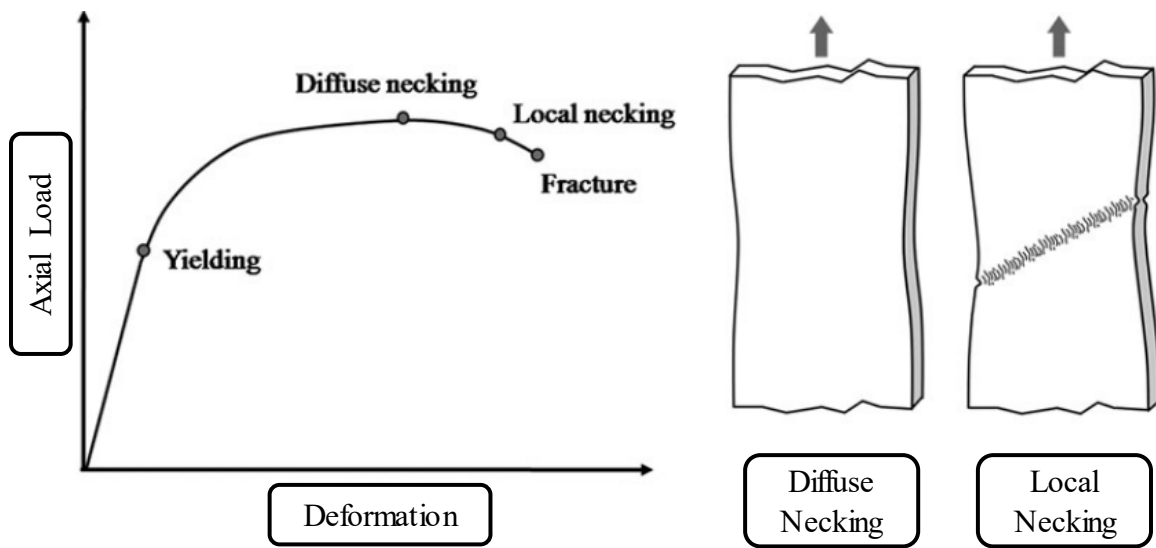 Axial Load
Diffuse necking
Local necking
Fracture
Yielding
Deformation
Diffuse
Necking
Local
Necking